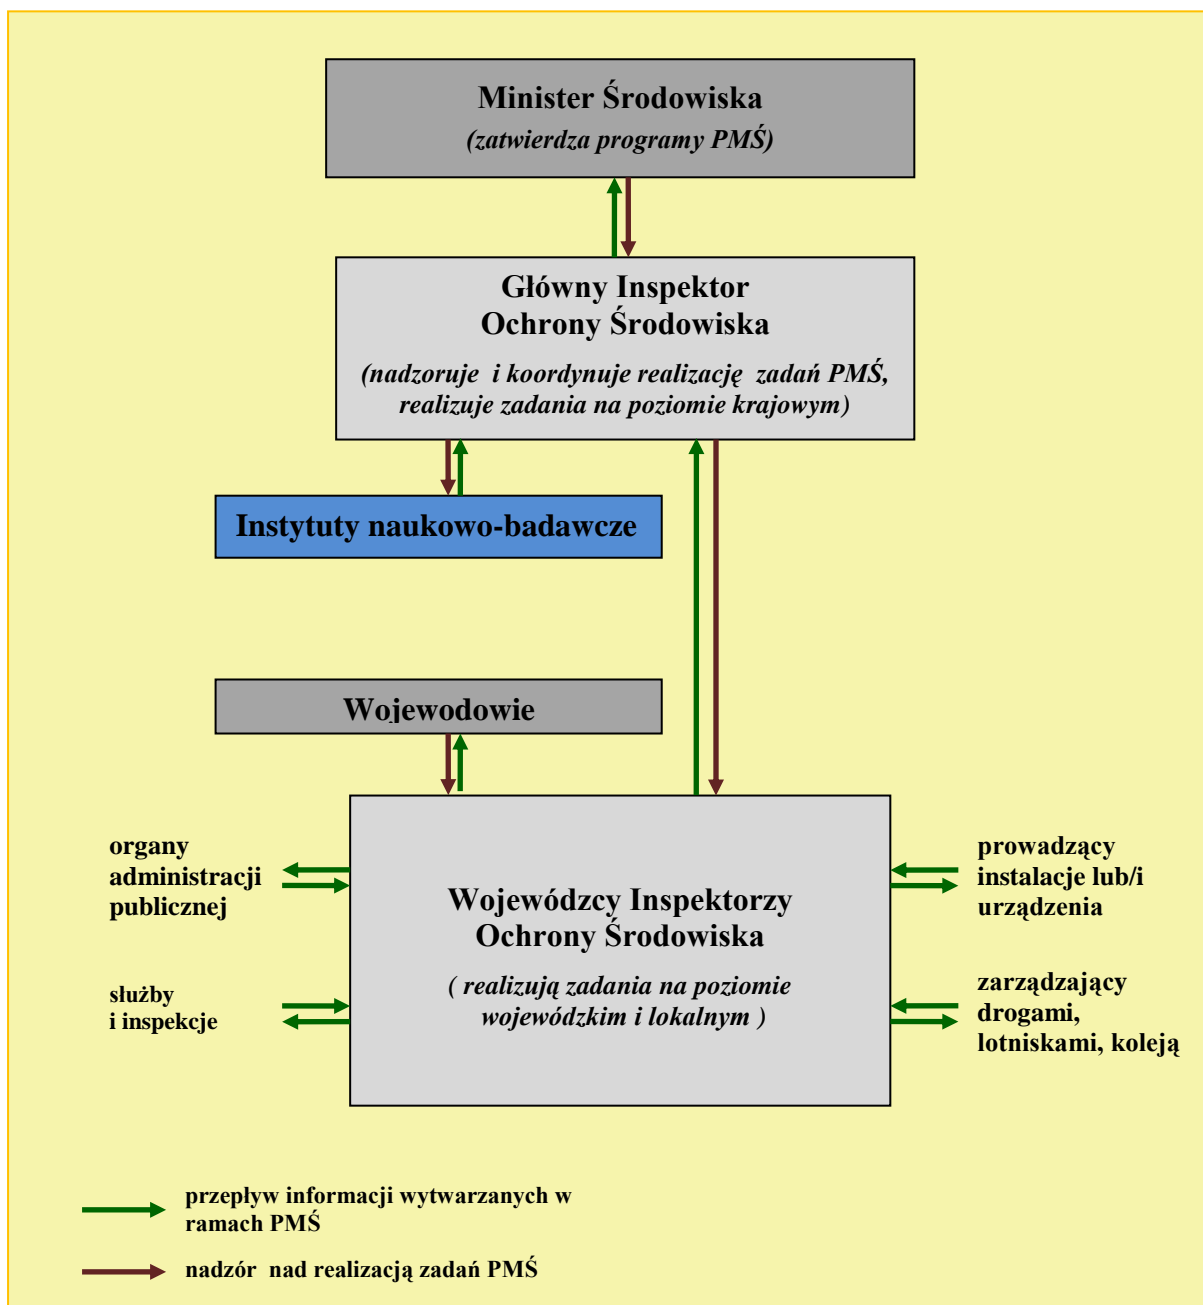 Minister Środowiska
(zatwierdza programy PMŚ)
Główny Inspektor
Ochrony Środowiska
(nadzoruje i koordynuje realizację zadań PMŚ,
realizuje zadania na poziomie krajowym)
Instytuty naukowo-badawcze
Wojewodowie
organy
administracji
publicznej
służby
i inspekcje
Wojewódzcy Inspektorzy
Ochrony Środowiska
( realizują zadania na poziomie
wojewódzkim i lokalnym )
prowadzący
instalacje lub/i
urządzenia
zarządzający
drogami,
lotniskami, koleją
przepływ informacji wytwarzanych w
ramach PMŚ
nadzór nad realizacją zadań PMŚ